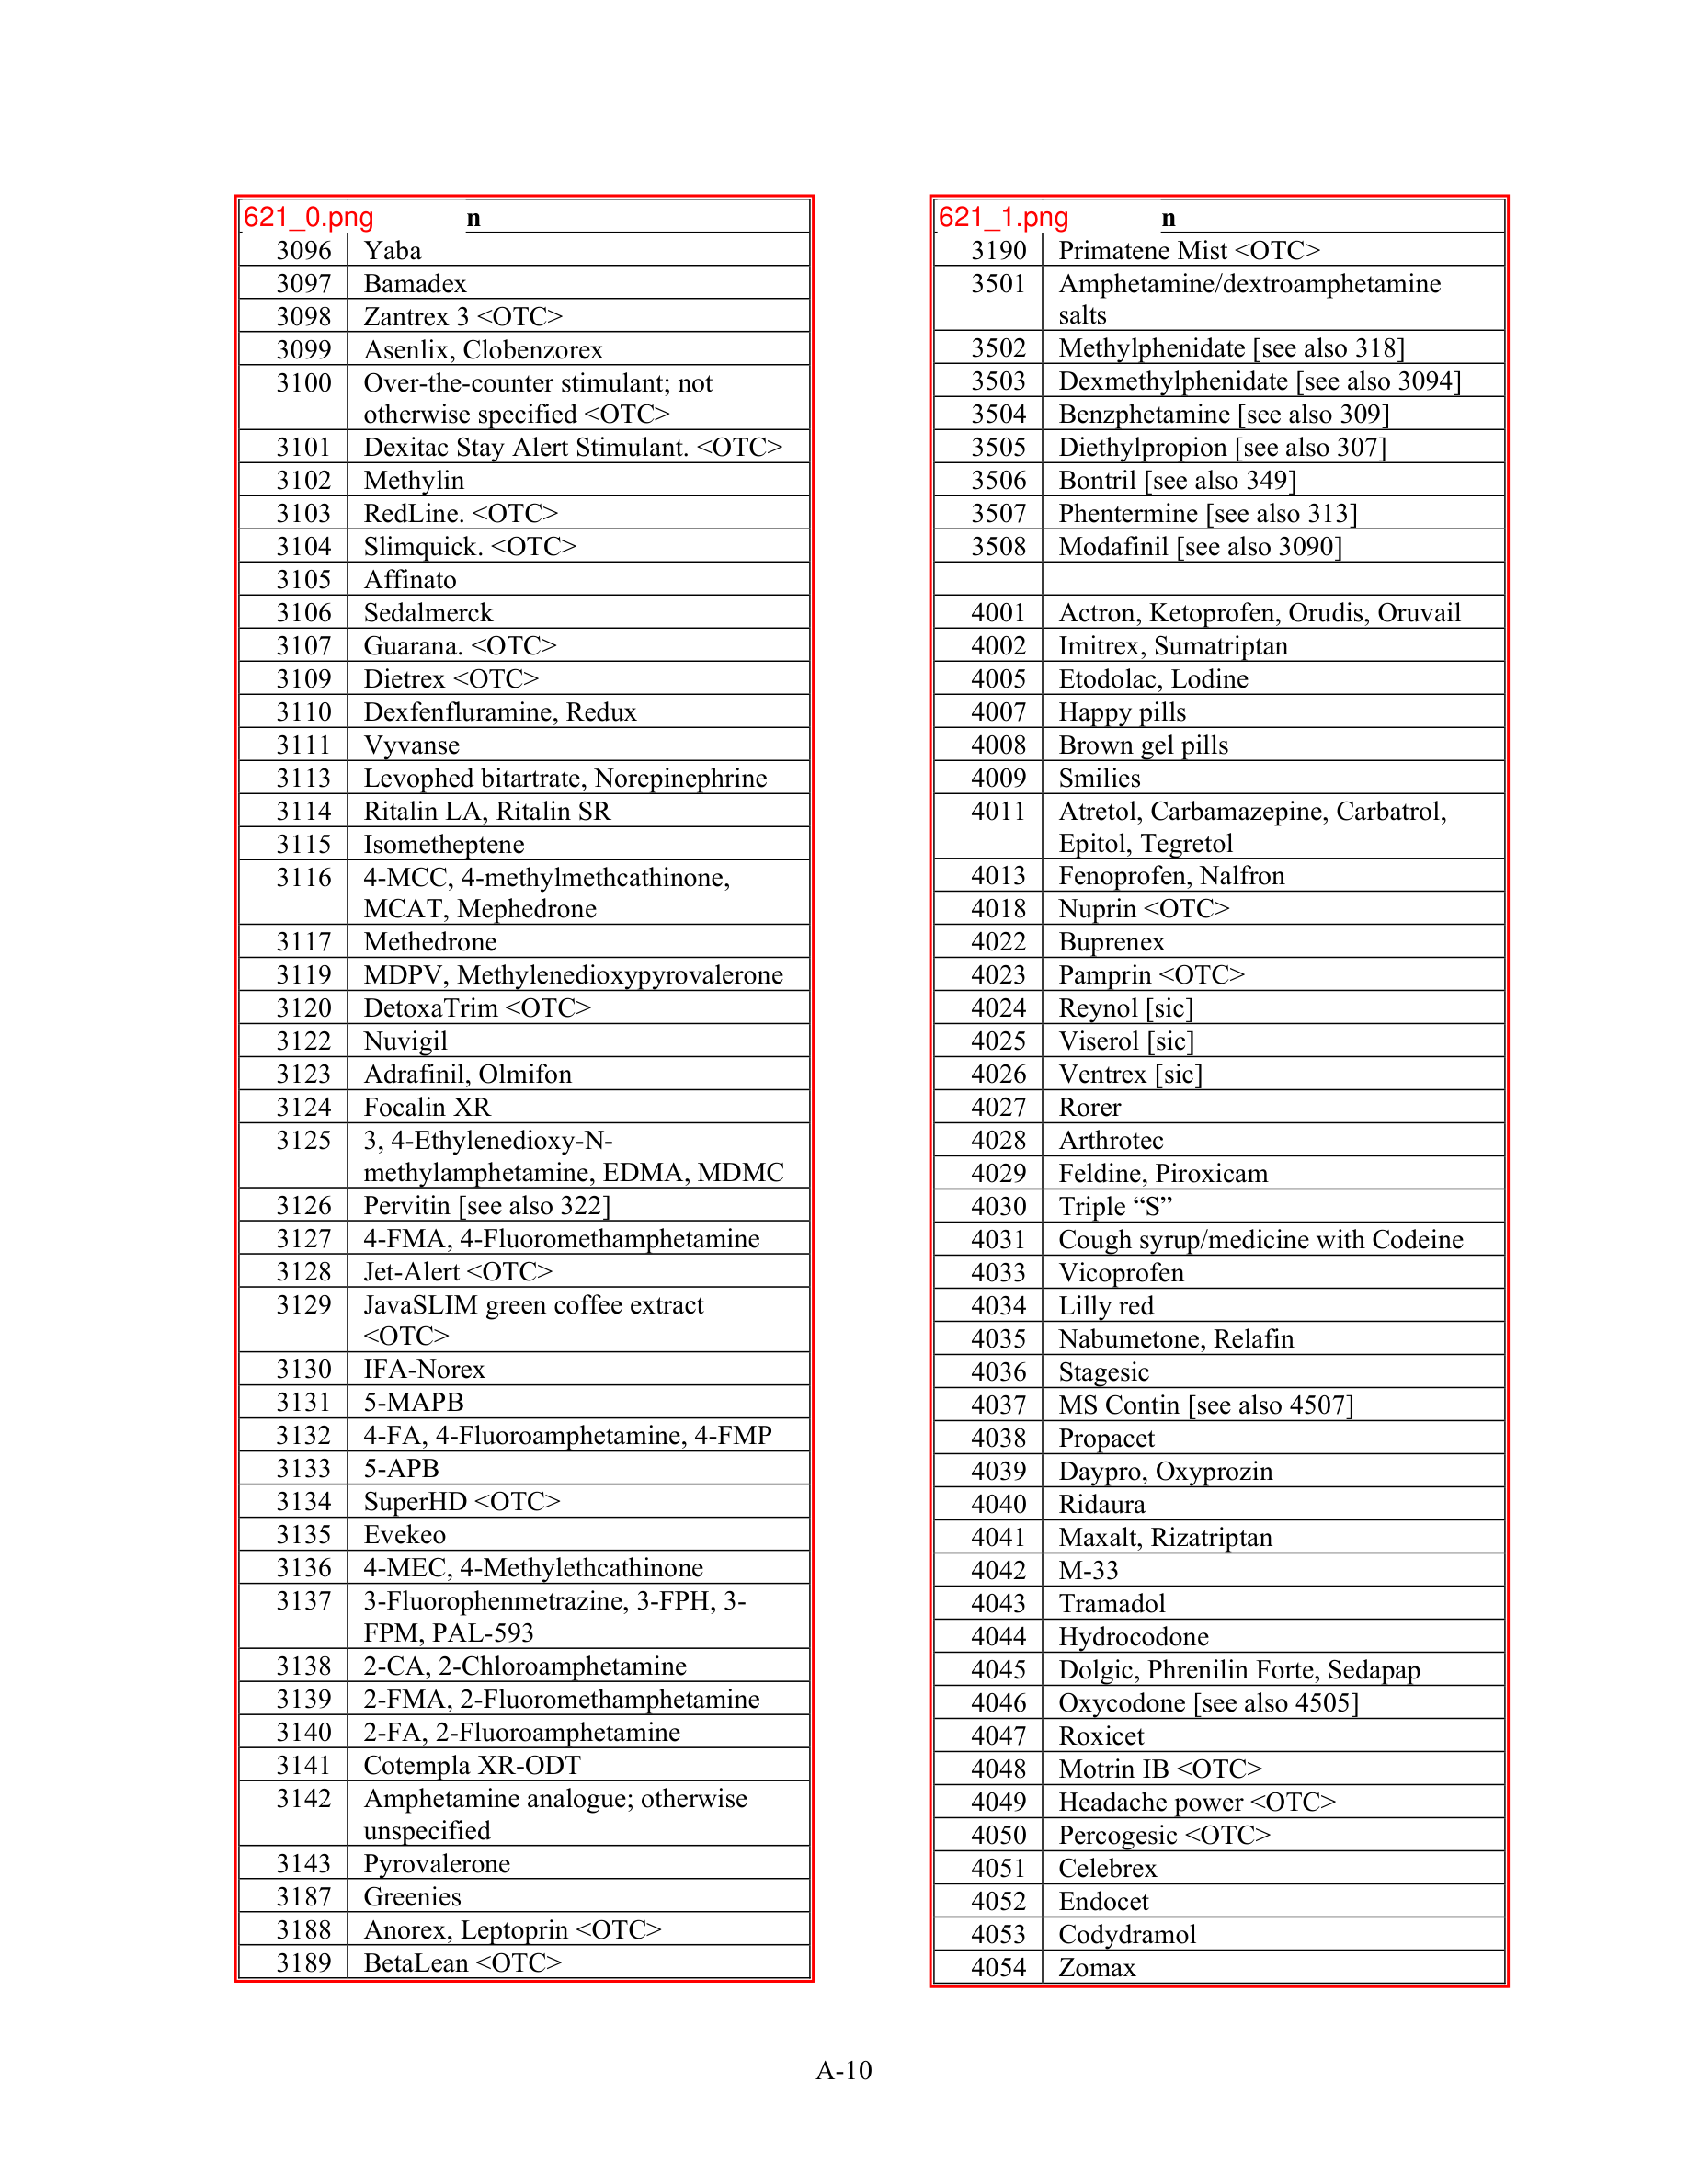 621_0.png n
3096 Yaba
3097 Bamadex
3098 Zantrex 3 <OTC>
3099 Asenlix, Clobenzorex
3100 Over-the-counter stimulant; not
otherwise specified <OTC>
3101 Dexitac Stay Alert Stimulant. <OTC>
3102 Methylin
3103 RedLine. <OTC>
3104 Slimquick. <OTC>
3105 Affinato
3106 Sedalmerck
3107 Guarana. <OTC>
3109 Dietrex <OTC>
3110 Dexfenfluramine, Redux
3111 Vyvanse
3113 Levophed bitartrate, Norepinephrine
3114 Ritalin LA, Ritalin SR
3115 Isometheptene
3116 4-MCC, 4-methylmethcathinone,
MCAT, Mephedrone
3117 Methedrone
3119 MDPV, Methylenedioxypyrovalerone
3120 DetoxaTrim <OTC>
3122 Nuvigil
3123 Adrafinil, Olmifon
3124 Focalin XR
3125 3, 4-Ethylenedioxy-N-
methylamphetamine, EDMA, MDMC
3126 Pervitin [see also 322]
3127 4-FMA, 4-Fluoromethamphetamine
3128 Jet-Alert <OTC>
3129 JavaSLIM green coffee extract
<OTC>
3130 IFA-Norex
3131 5-MAPB
3132 4-FA, 4-Fluoroamphetamine, 4-FMP
3133 5-APB
3134 SuperHD <OTC>
3135 Evekeo
3136 4-MEC, 4-Methylethcathinone
3137 3-Fluorophenmetrazine, 3-FPH, 3-
FPM, PAL-593
3138 2-CA, 2-Chloroamphetamine
3139 2-FMA, 2-Fluoromethamphetamine
3140 2-FA, 2-Fluoroamphetamine
3141 Cotempla XR-ODT
3142 Amphetamine analogue; otherwise
unspecified
3143 Pyrovalerone
3187 Greenies
3188 Anorex, Leptoprin <OTC>
3189 BetaLean <OTC>
621_1.png n
3190 Primatene Mist <OTC>
3501 Amphetamine/dextroamphetamine
salts
3502 Methylphenidate [see also 318]
3503 Dexmethylphenidate [see also 3094]
3504 Benzphetamine [see also 309]
3505 Diethylpropion [see also 307]
3506 Bontril [see also 349]
3507 Phentermine [see also 313]
3508 Modafinil [see also 3090]
4001 Actron, Ketoprofen, Orudis, Oruvail
4002 Imitrex, Sumatriptan
4005 Etodolac, Lodine
4007 Happy pills
4008 Brown gel pills
4009 Smilies
4011 Atretol, Carbamazepine, Carbatrol,
Epitol, Tegretol
4013 Fenoprofen, Nalfron
4018 Nuprin <OTC>
4022 Buprenex
4023 Pamprin <OTC>
4024 Reynol [sic]
4025 Viserol [sic]
4026 Ventrex [sic]
4027 Rorer
4028 Arthrotec
4029 Feldine, Piroxicam
4030 Triple “S”
4031 Cough syrup/medicine with Codeine
4033 Vicoprofen
4034 Lilly red
4035 Nabumetone, Relafin
4036 Stagesic
4037 MS Contin [see also 4507]
4038 Propacet
4039 Daypro, Oxyprozin
4040 Ridaura
4041 Maxalt, Rizatriptan
4042 M-33
4043 Tramadol
4044 Hydrocodone
4045 Dolgic, Phrenilin Forte, Sedapap
4046 Oxycodone [see also 4505]
4047 Roxicet
4048 Motrin IB <OTC>
4049 Headache power <OTC>
4050 Percogesic <OTC>
4051 Celebrex
4052 Endocet
4053 Codydramol
4054 Zomax
A-10